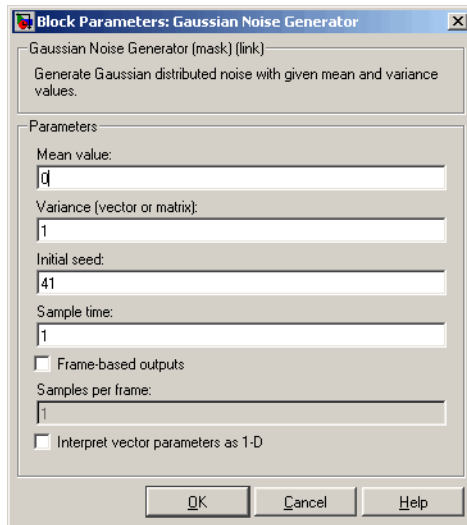 Block Parameters: Gaussian Noise Generator
Gaussian Noise Generator (mask) (link)
Generate Gaussian distributed noise with given mean and variance
values.
Parameters
Mean value:
0
Variance (vector or matrix):
1
Initial seed:
41
Sample time:
1
Frame-based outputs
Samples per frame:
1
Interpret vector parameters as 1-D
OK Cancel Help